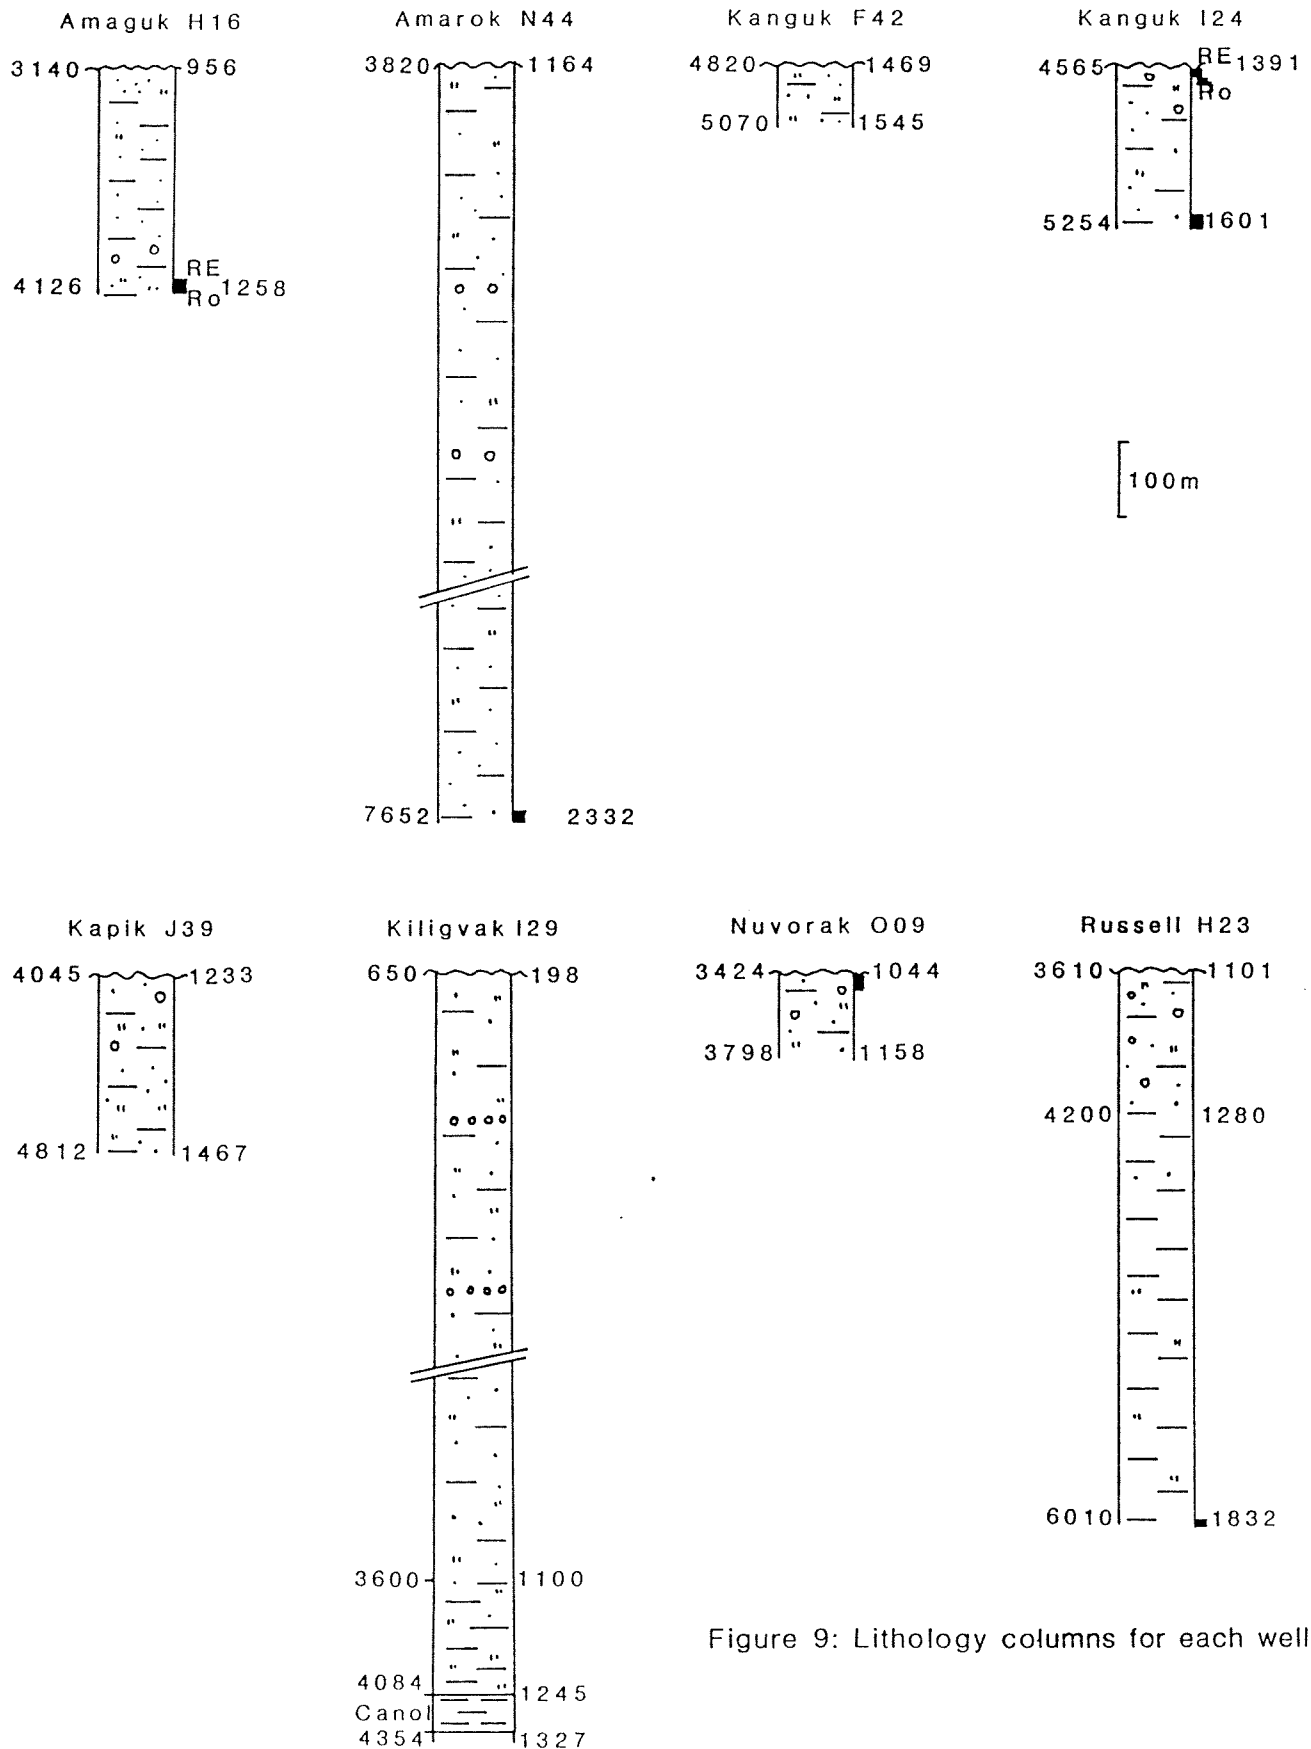 Amaguk H16
3140 956
RE
4126 Ro 1258
Amarok N44
3820 1164
7652 2332
Kanguk F42
4820 1469
5070 1545
Kanguk I24
4565 RE 1391
Ro
5254 1601
100m
Kapik J39
4045 1233
4812 1467
Kiligvak I29
650 198
3600 1100
4084 1245
Canol
4354 1327
Nuvorak O09
3424 1044
3798 1158
Russell H23
3610 1101
4200 1280
6010 1832
Figure 9: Lithology columns for each well